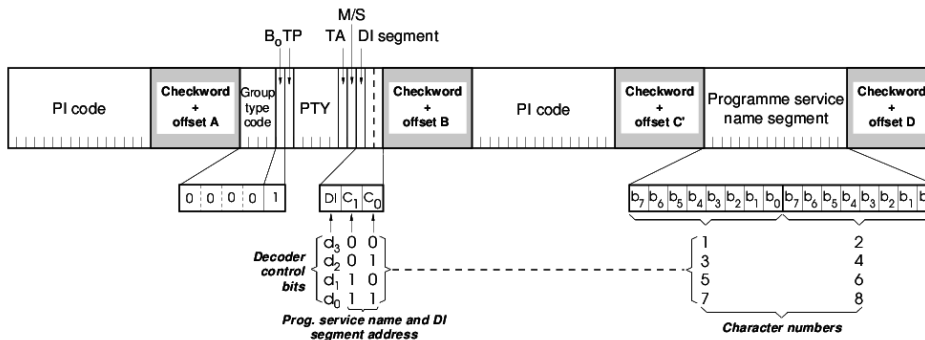 M/S
B₀ TP TA DI segment
PI code
Checkword
+
offset A
Group
type
code
PTY
Checkword
+
offset B
PI code
Checkword
+
offset C'
Programme service
name segment
Checkword
+
offset D
0 0 0 0 1
DI C₁ C₀
b₇ b₆ b₅ b₄ b₃ b₂ b₁ b₀ b₇ b₆ b₅ b₄ b₃ b₂ b₁
Decoder
control
bits
d₃ 0 0
d₂ 0 1
d₁ 1 0
d₀ 1 1
1 2
3 4
5 6
7 8
Prog. service name and DI
segment address
Character numbers